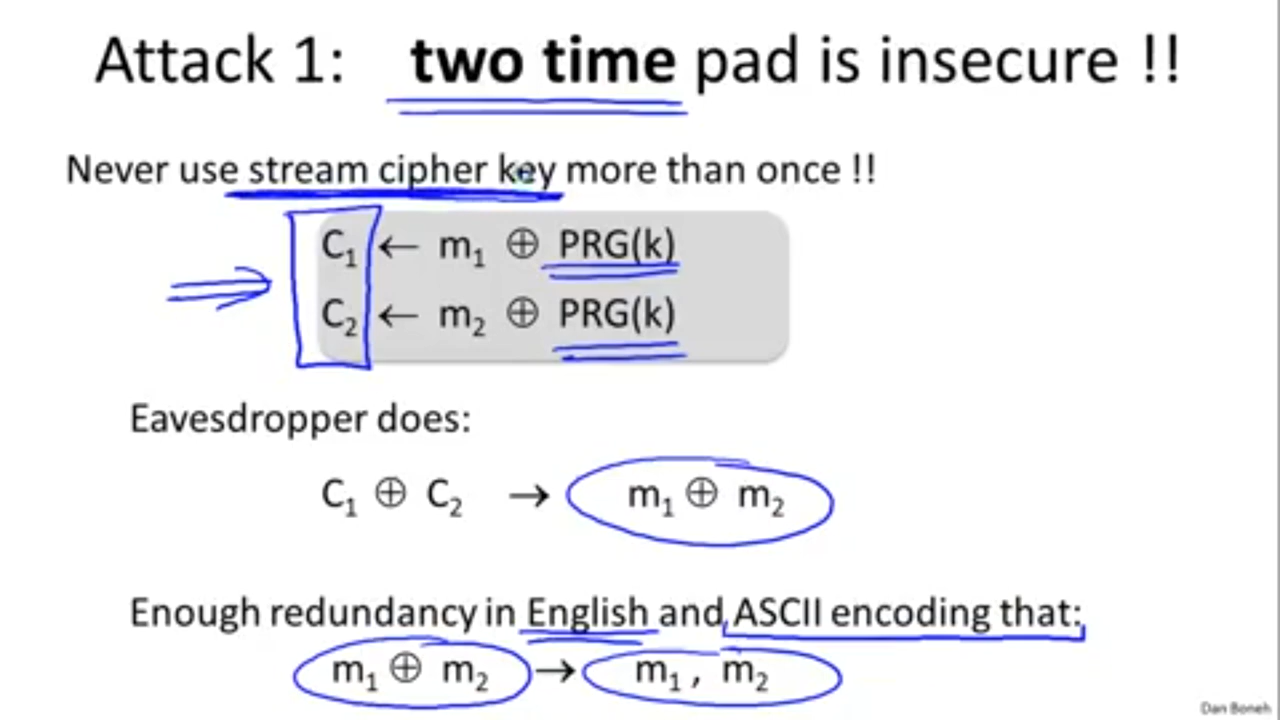 Attack 1: two time pad is insecure !!
Never use stream cipher key more than once !!
C₁ ← m₁ ⊕ PRG(k)
C₂ ← m₂ ⊕ PRG(k)
Eavesdropper does:
C₁ ⊕ C₂ → m₁ ⊕ m₂
Enough redundancy in English and ASCII encoding that:
m₁ ⊕ m₂ → m₁ , m₂
Dan Boneh